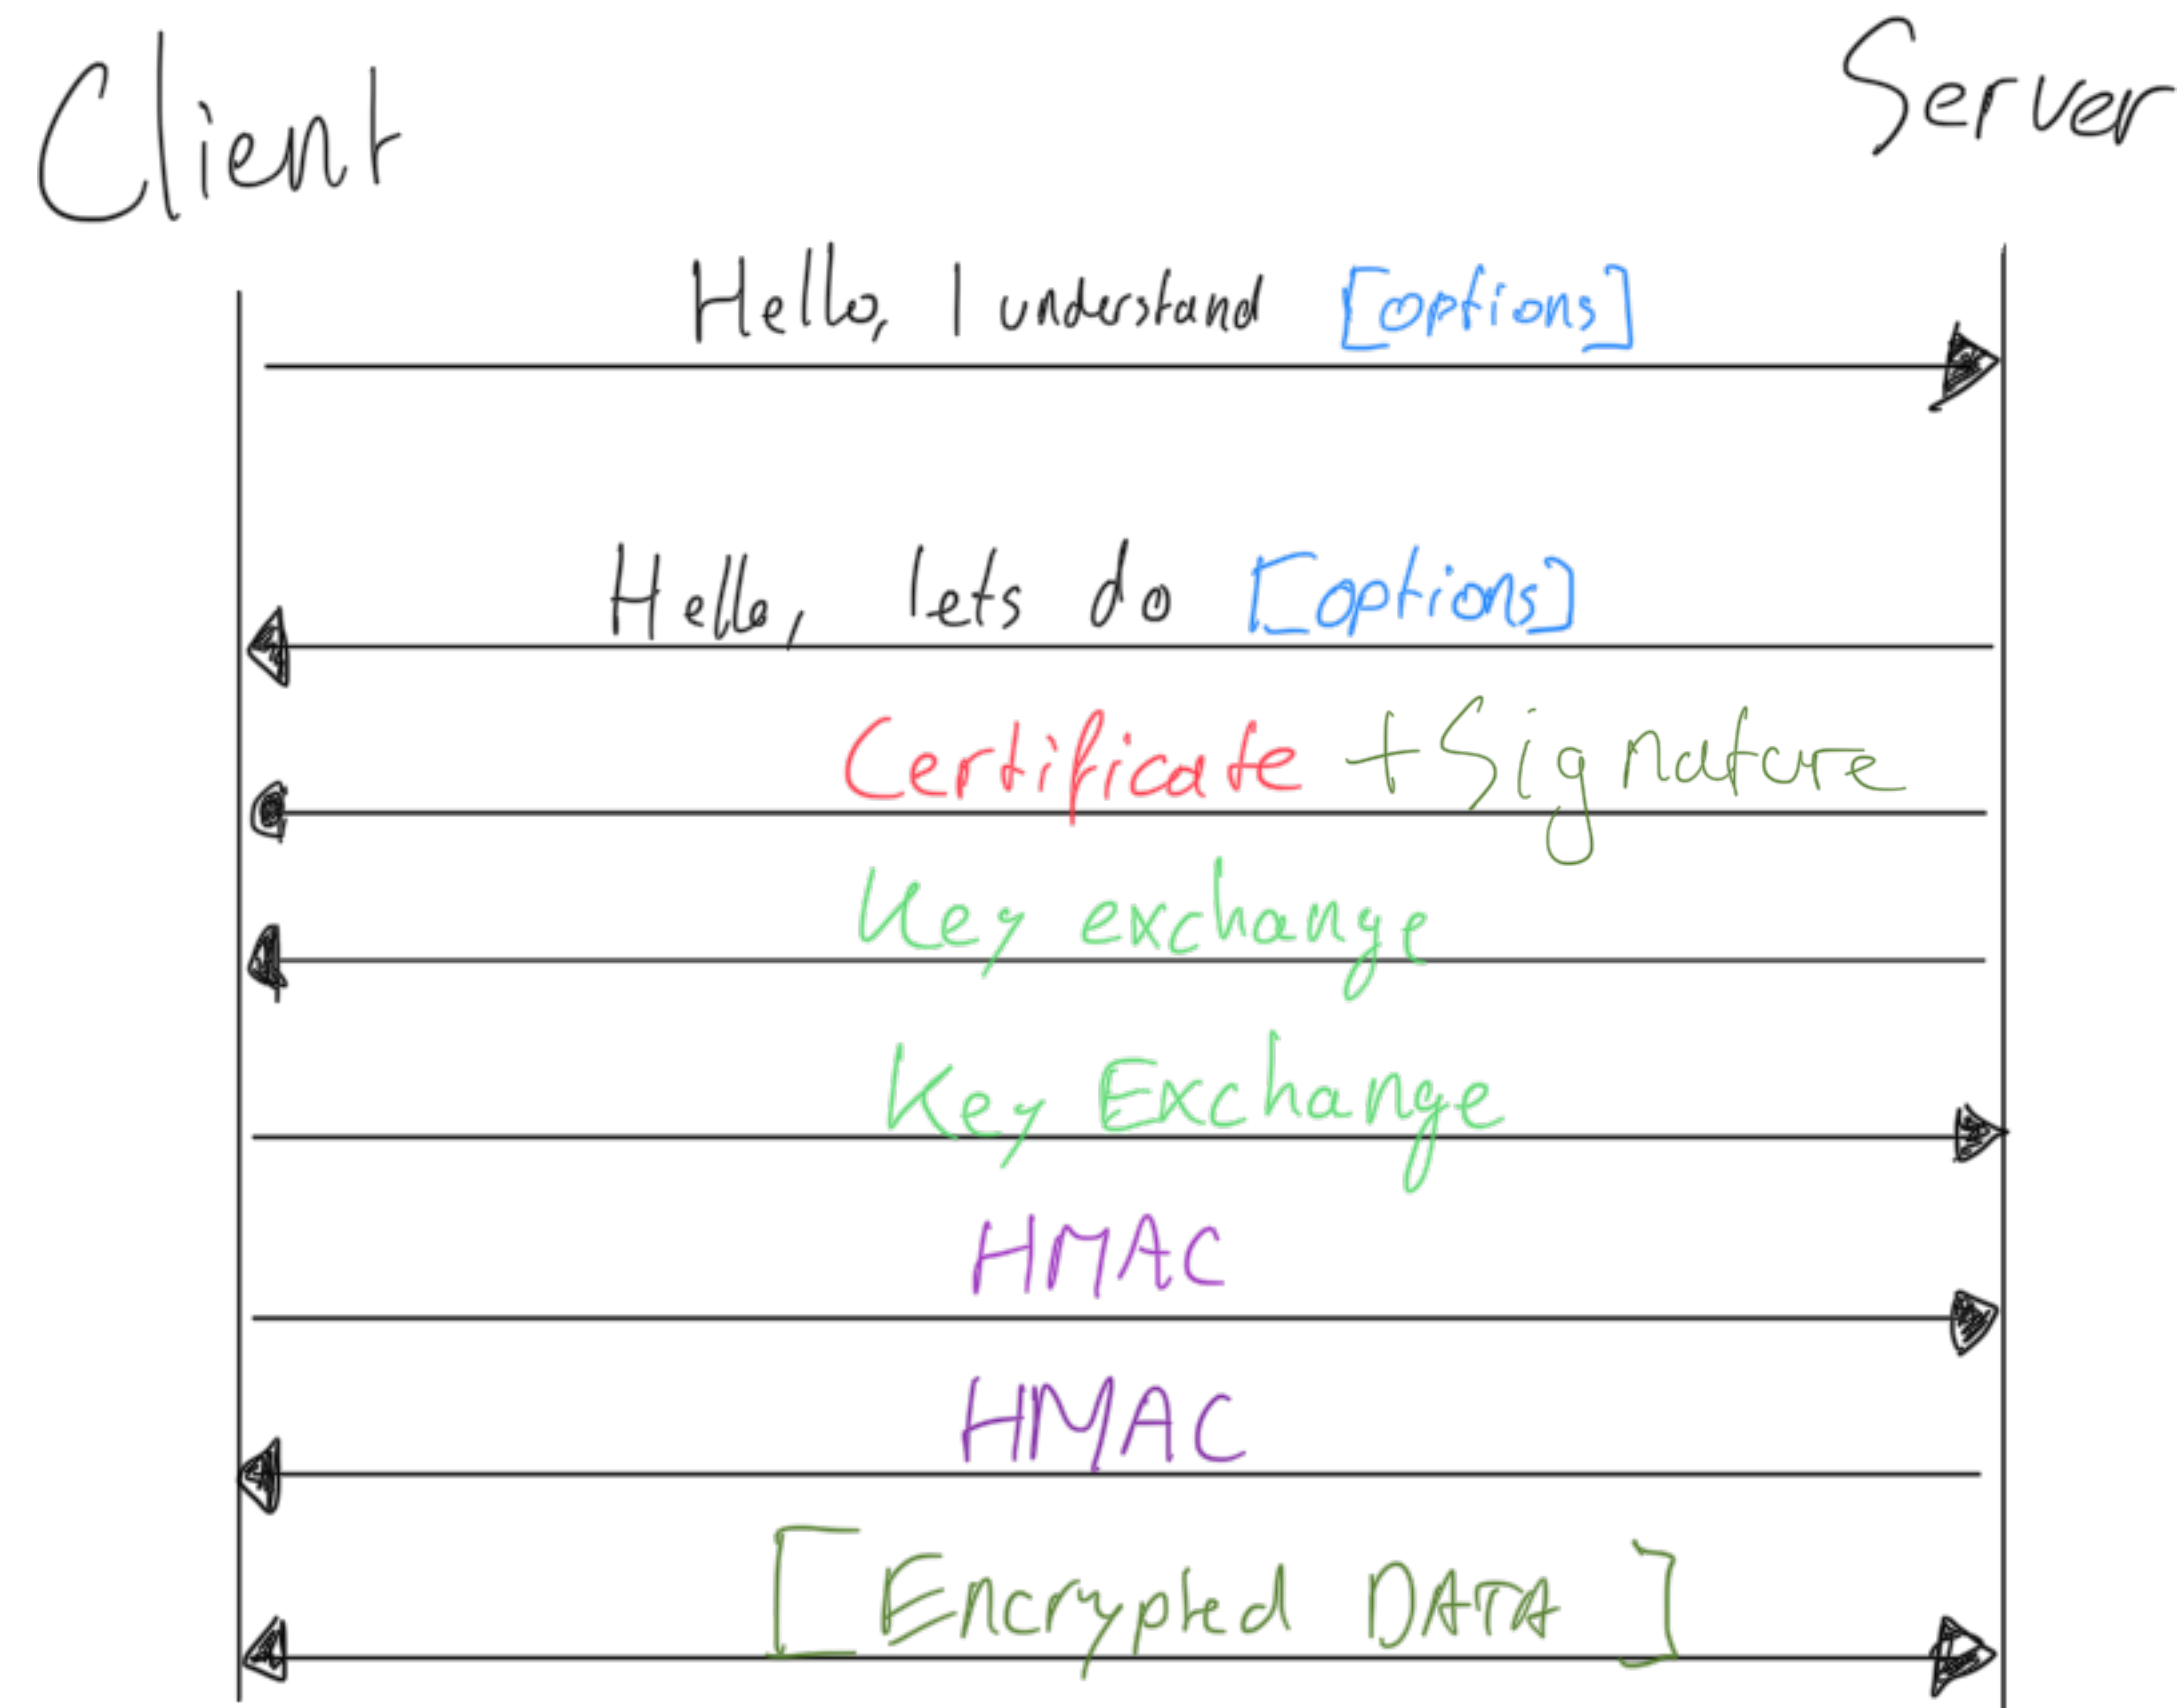 Client
Server
Hello, I understand [options]
Hello, lets do [options]
Certificate + Signature
Key exchange
Key Exchange
HMAC
HMAC
[Encrypted DATA]